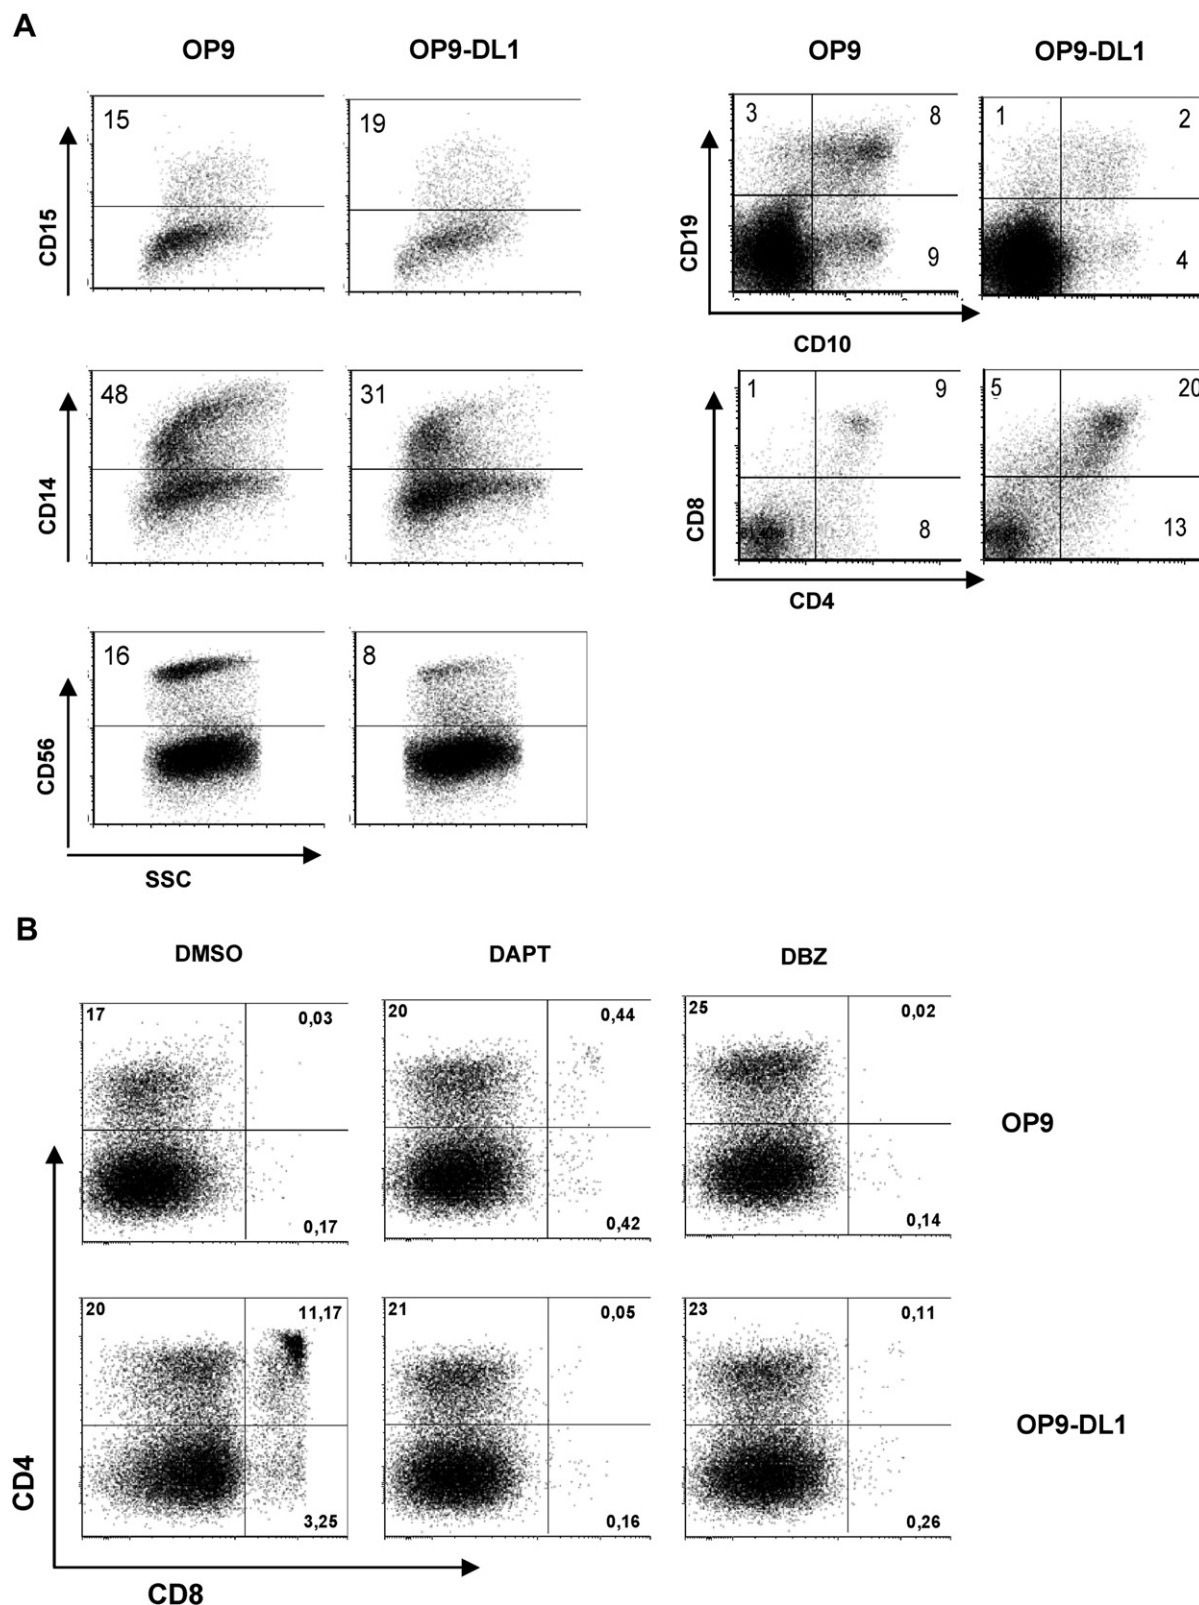 A
OP9 OP9-DL1 OP9 OP9-DL1
15 19 3 8 1 2
CD15 CD19
9 4
CD10
48 31 1 9 5 20
CD14 CD8
8 13
CD4
16 8
CD56
SSC
B
DMSO DAPT DBZ
17 0,03 20 0,44 25 0,02
OP9
0,17 0,42 0,14
20 11,17 21 0,05 23 0,11
OP9-DL1
CD4
3,25 0,16 0,26
CD8